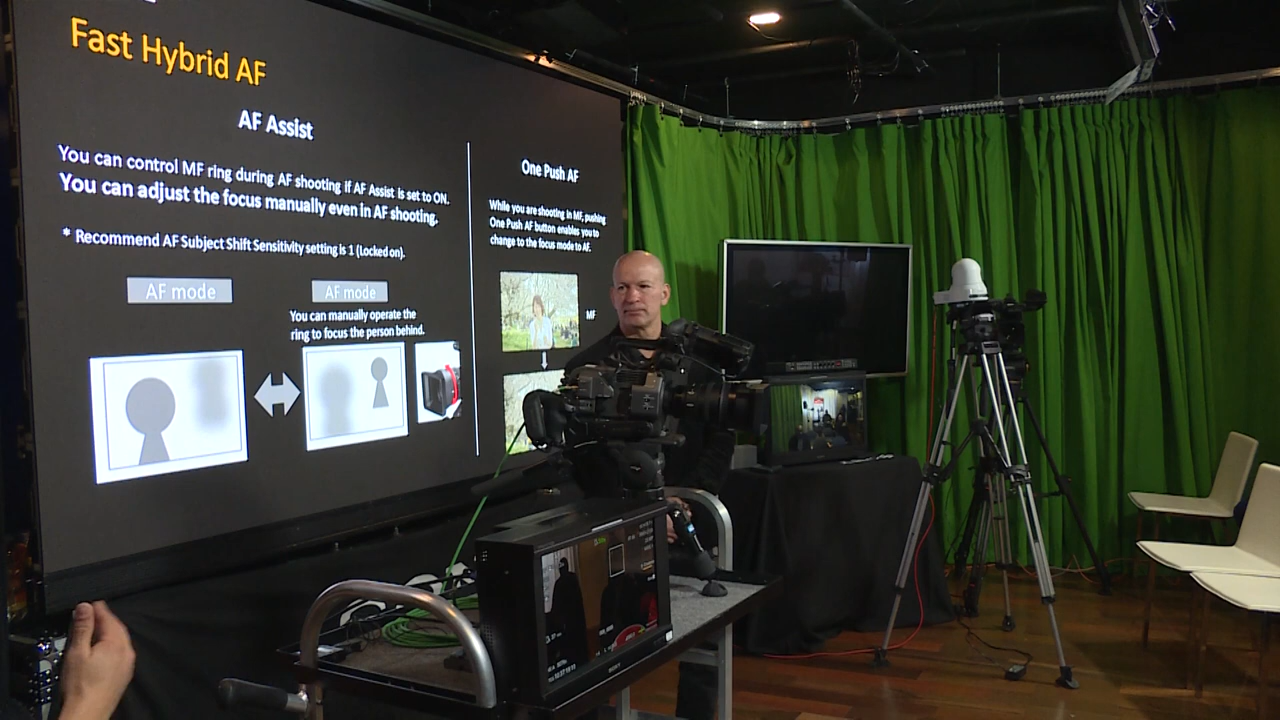 Fast Hybrid AF
AF Assist
You can control MF ring during AF shooting if AF Assist is set to ON.
You can adjust the focus manually even in AF shooting.
* Recommend AF Subject Shift Sensitivity setting is 1 (Locked on).
AF mode
AF mode
You can manually operate the
ring to focus the person behind.
One Push AF
While you are shooting in MF, pushing
One Push AF button enables you to
change to the focus mode to AF.
MF
SONY